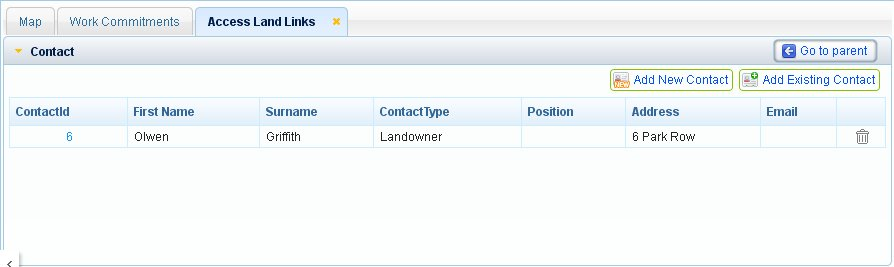 Map Work Commitments Access Land Links
Contact Go to parent
Add New Contact Add Existing Contact
ContactId First Name Surname ContactType Position Address Email
6 Olwen Griffith Landowner 6 Park Row